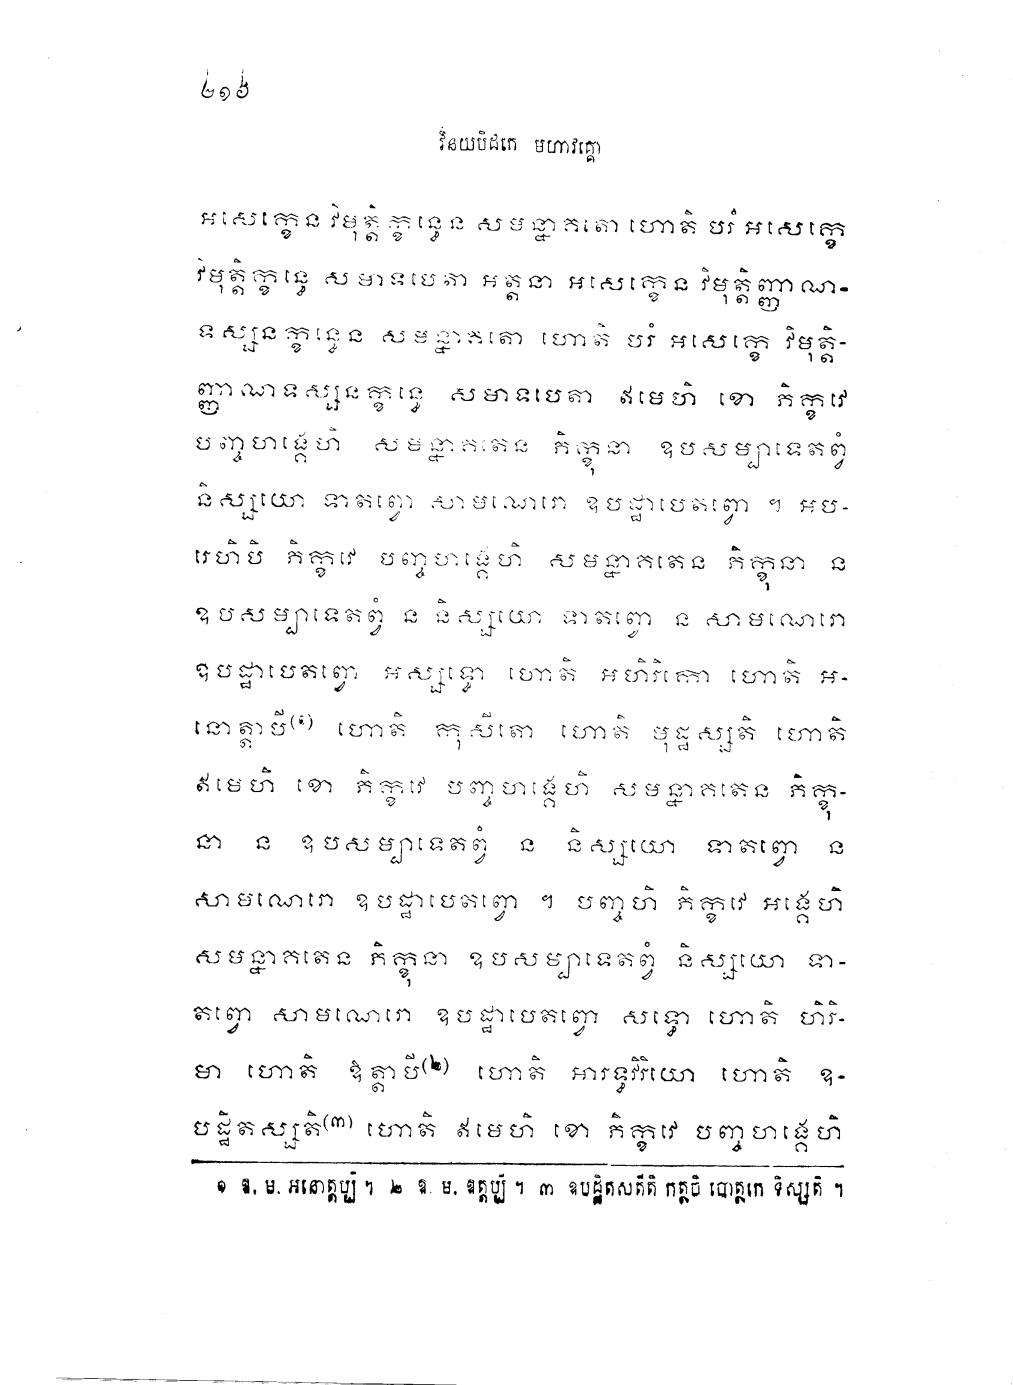 ២១៦
វិនយបិដកេ មហាវគ្គោ
អសេក្ខេន វិមុត្តិក្ខន្ធេន សមន្នាគតោ ហោតិ បរំ អសេក្ខេ
វិមុត្តិក្ខន្ធេ សមាទបេតា អត្តនា អសេក្ខេន វិមុត្តិញ្ញាណ-
ទស្សនក្ខន្ធេន សមន្នាគតោ ហោតិ បរំ អសេក្ខេ វិមុត្តិ-
ញ្ញាណទស្សនក្ខន្ធេ សមាទបេតា ឥមេហិ ខោ ភិក្ខវេ
បញ្ចហង្គេហិ សមន្នាគតេន ភិក្ខុនា ឧបសម្បាទេតព្វំ
និស្សយោ ទាតព្វោ សាមណេរោ ឧបដ្ឋាបេតព្វោ ។ អប-
រេហិបិ ភិក្ខវេ បញ្ចហង្គេហិ សមន្នាគតេន ភិក្ខុនា ន
ឧបសម្បាទេតព្វំ ន និស្សយោ ទាតព្វោ ន សាមណេរោ
ឧបដ្ឋាបេតព្វោ អស្សទ្ធោ ហោតិ អហិរិកោ ហោតិ អ-
នោត្តាបី(១) ហោតិ កុសីតោ ហោតិ មុដ្ឋស្សតិ ហោតិ
ឥមេហិ ខោ ភិក្ខវេ បញ្ចហង្គេហិ សមន្នាគតេន ភិក្ខុ-
នា ន ឧបសម្បាទេតព្វំ ន និស្សយោ ទាតព្វោ ន
សាមណេរោ ឧបដ្ឋាបេតព្វោ ។ បញ្ចហិ ភិក្ខវេ អង្គេហិ
សមន្នាគតេន ភិក្ខុនា ឧបសម្បាទេតព្វំ និស្សយោ ទា-
តព្វោ សាមណេរោ ឧបដ្ឋាបេតព្វោ សទ្ធោ ហោតិ ហិរិ-
មា ហោតិ ឱត្តាបី(២) ហោតិ អារទ្ធវិរិយោ ហោតិ ឧ-
បដ្ឋិតស្សតិ(៣) ហោតិ ឥមេហិ ខោ ភិក្ខវេ បញ្ចហង្គេហិ
១ ឱ. ម. អនោត្តប្បី ។ ២ ឱ. ម. ឱត្តប្បី ។ ៣ ឧបដ្ឋិតសតីតិ កត្ថចិ បោត្ថកេ ទិស្សតិ ។